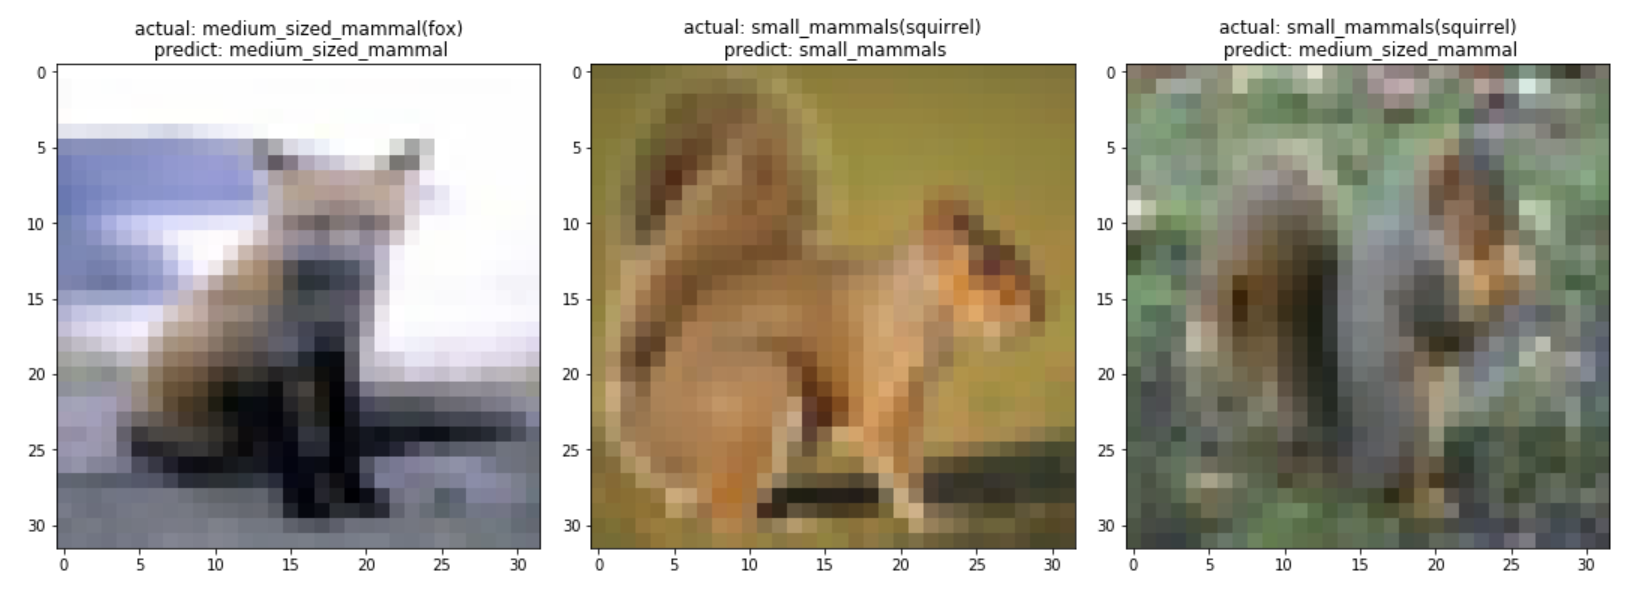 actual: medium_sized_mammal(fox)
predict: medium_sized_mammal
actual: small_mammals(squirrel)
predict: small_mammals
actual: small_mammals(squirrel)
predict: medium_sized_mammal
0
5
10
15
20
25
30
0 5 10 15 20 25 30
0
5
10
15
20
25
30
0 5 10 15 20 25 30
0
5
10
15
20
25
30
0 5 10 15 20 25 30